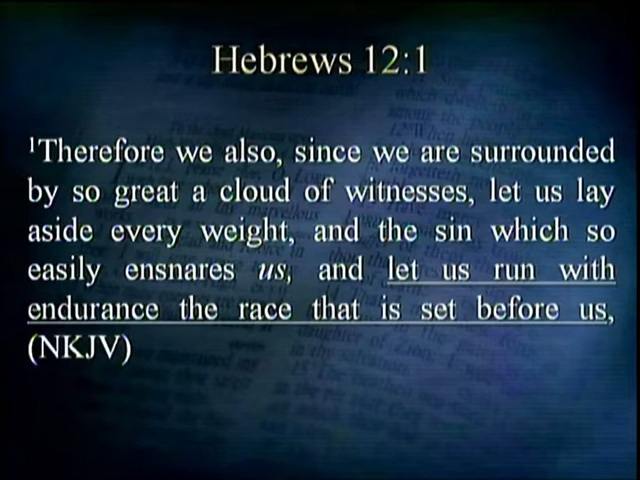 Hebrews 12:1
¹Therefore we also, since we are surrounded
by so great a cloud of witnesses, let us lay
aside every weight, and the sin which so
easily ensnares us, and let us run with
endurance the race that is set before us,
(NKJV)